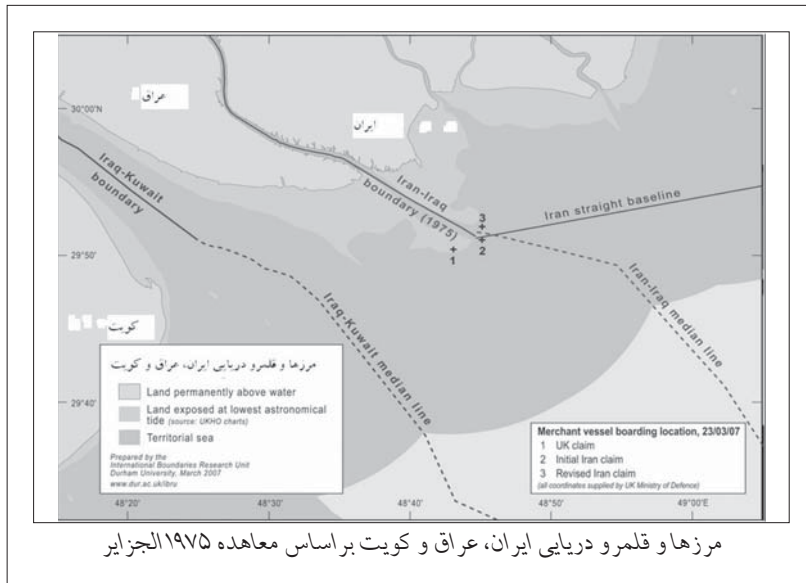 عراق
30°00'N
ایران
Iraq-Kuwait
boundary
Iran-Iraq
boundary (1975)
3
2
1
Iran straight baseline
29°50'
Iraq-Kuwait median line
Iran-Iraq median line
کویت
مرزها و قلمرو دریایی ایران، عراق و کویت
Land permanently above water
Land exposed at lowest astronomical
tide (source: UKHO charts)
Territorial sea
Prepared by the
International Boundaries Research Unit
Durham University, March 2007
www.dur.ac.uk/ibru
29°40'
Merchant vessel boarding location, 23/03/07
1 UK claim
2 Initial Iran claim
3 Revised Iran claim
(all coordinates supplied by UK Ministry of Defence)
48°20'
48°30'
48°40'
48°50'
49°00'E
مرزها و قلمرو دریایی ایران، عراق و کویت براساس معاهده ۱۹۷۵الجزایر